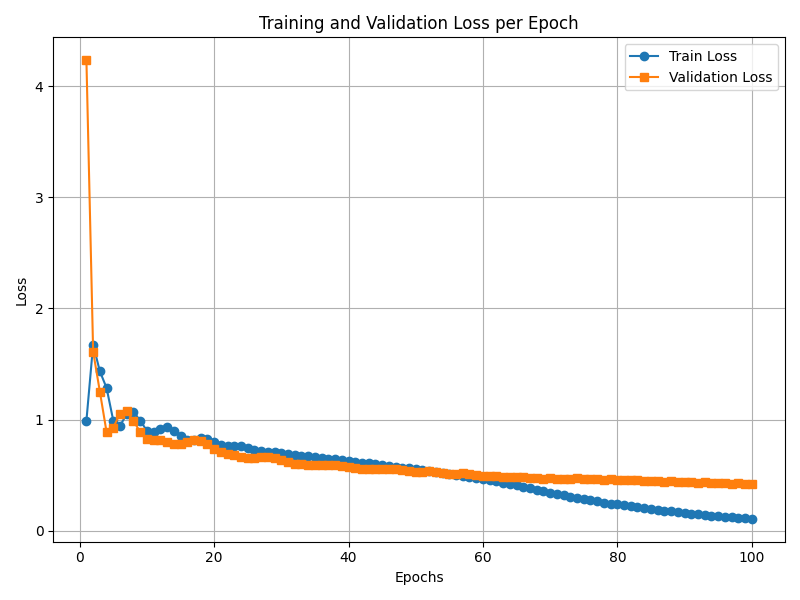 Training and Validation Loss per Epoch
Train Loss
Validation Loss
4
3
2
1
0
Loss
0 20 40 60 80 100
Epochs